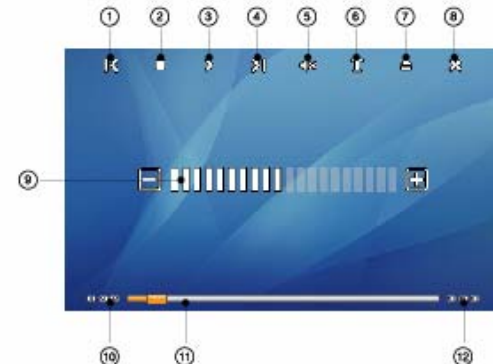 ① ② ③ ④ ⑤ ⑥ ⑦ ⑧
⑨
⑩ ⑪ ⑫